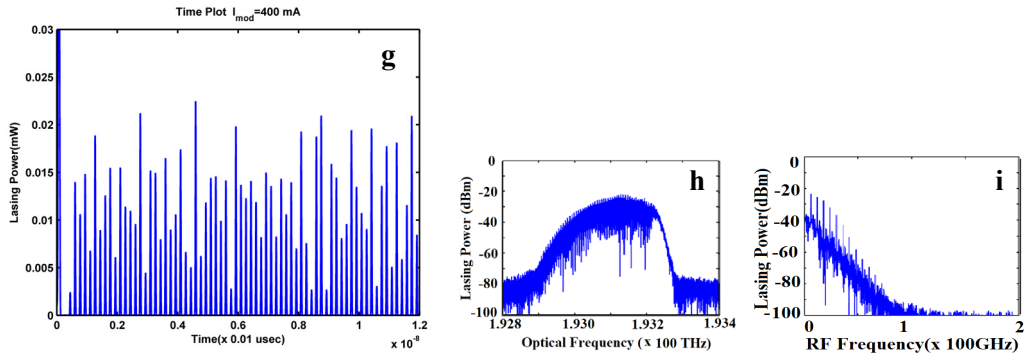 Time Plot I_mod=400 mA
g
Lasing Power(mW)
0.03
0.025
0.02
0.015
0.01
0.005
0
0 0.2 0.4 0.6 0.8 1.0 1.2
x 10^-8
Time(x 0.01 usec)
h
Lasing Power (dBm)
0
-20
-40
-60
-80
-100
1.928 1.930 1.932 1.934
Optical Frequency (x 100 THz)
i
Lasing Power(dBm)
0
-20
-40
-60
-80
-100
0 1 2
RF Frequency(x 100GHz)